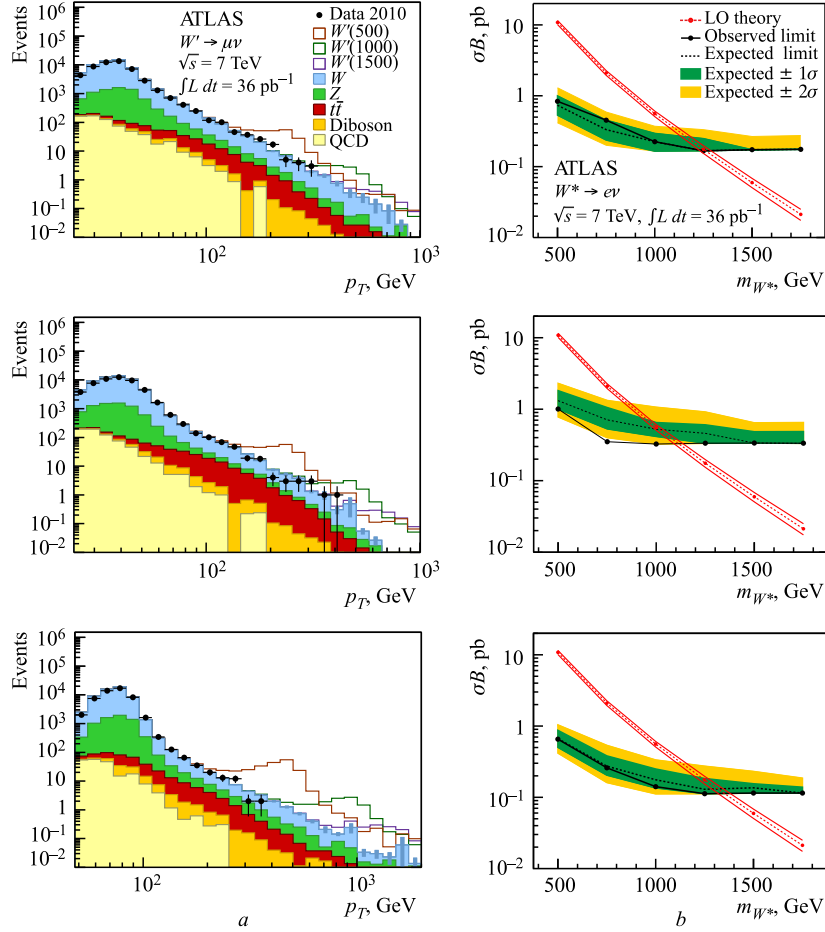 Events
10⁶
10⁵
10⁴
10³
10²
10
1
10⁻¹
10⁻²
ATLAS
W′ → μν
√s = 7 TeV
∫L dt = 36 pb⁻¹
Data 2010
W′(500)
W′(1000)
W′(1500)
W
Z
tt̄
Diboson
QCD
10²
10³
p_T, GeV
σB, pb
10
1
10⁻¹
10⁻²
LO theory
Observed limit
Expected limit
Expected ± 1σ
Expected ± 2σ
ATLAS
W* → eν
√s = 7 TeV, ∫L dt = 36 pb⁻¹
500
1000
1500
m_W*, GeV
Events
10⁶
10⁵
10⁴
10³
10²
10
1
10⁻¹
10⁻²
10²
10³
p_T, GeV
σB, pb
10
1
10⁻¹
10⁻²
500
1000
1500
m_W*, GeV
Events
10⁶
10⁵
10⁴
10³
10²
10
1
10⁻¹
10⁻²
10²
10³
p_T, GeV
a
σB, pb
10
1
10⁻¹
10⁻²
500
1000
1500
m_W*, GeV
b